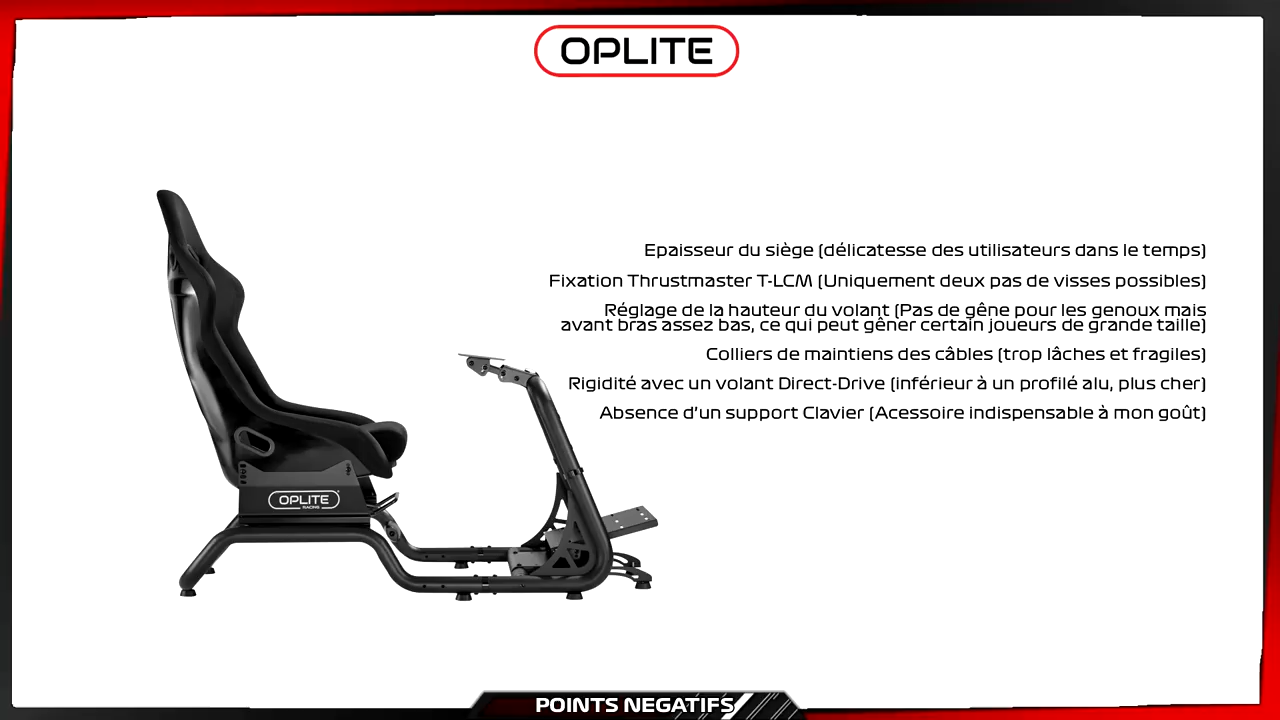 OPLITE
Epaisseur du siège (délicatesse des utilisateurs dans le temps)
Fixation Thrustmaster T-LCM (Uniquement deux pas de visses possibles)
Réglage de la hauteur du volant (Pas de gêne pour les genoux mais
avant bras assez bas, ce qui peut gêner certain joueurs de grande taille)
Colliers de maintiens des câbles (trop lâches et fragiles)
Rigidité avec un volant Direct-Drive (inférieur à un profilé alu, plus cher)
Absence d'un support Clavier (Acessoire indispensable à mon goût)
OPLITE
RACING
POINTS NEGATIFS